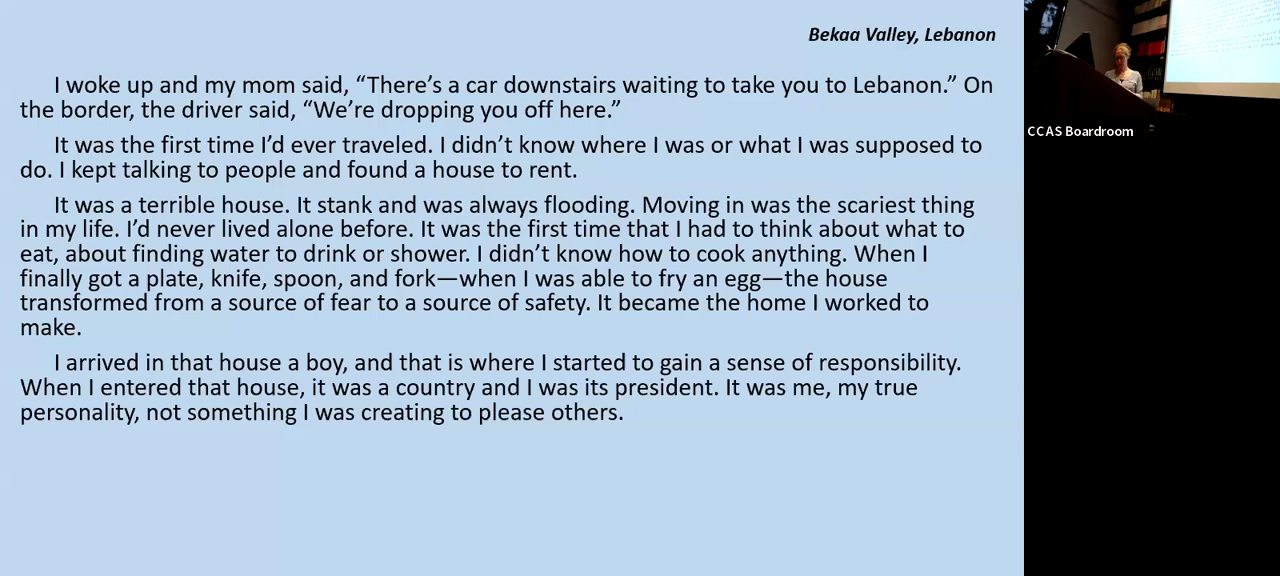 Bekaa Valley, Lebanon
I woke up and my mom said, “There’s a car downstairs waiting to take you to Lebanon.” On
the border, the driver said, “We’re dropping you off here.”
It was the first time I’d ever traveled. I didn’t know where I was or what I was supposed to
do. I kept talking to people and found a house to rent.
It was a terrible house. It stank and was always flooding. Moving in was the scariest thing
in my life. I’d never lived alone before. It was the first time that I had to think about what to
eat, about finding water to drink or shower. I didn’t know how to cook anything. When I
finally got a plate, knife, spoon, and fork—when I was able to fry an egg—the house
transformed from a source of fear to a source of safety. It became the home I worked to
make.
I arrived in that house a boy, and that is where I started to gain a sense of responsibility.
When I entered that house, it was a country and I was its president. It was me, my true
personality, not something I was creating to please others.
CCAS Boardroom